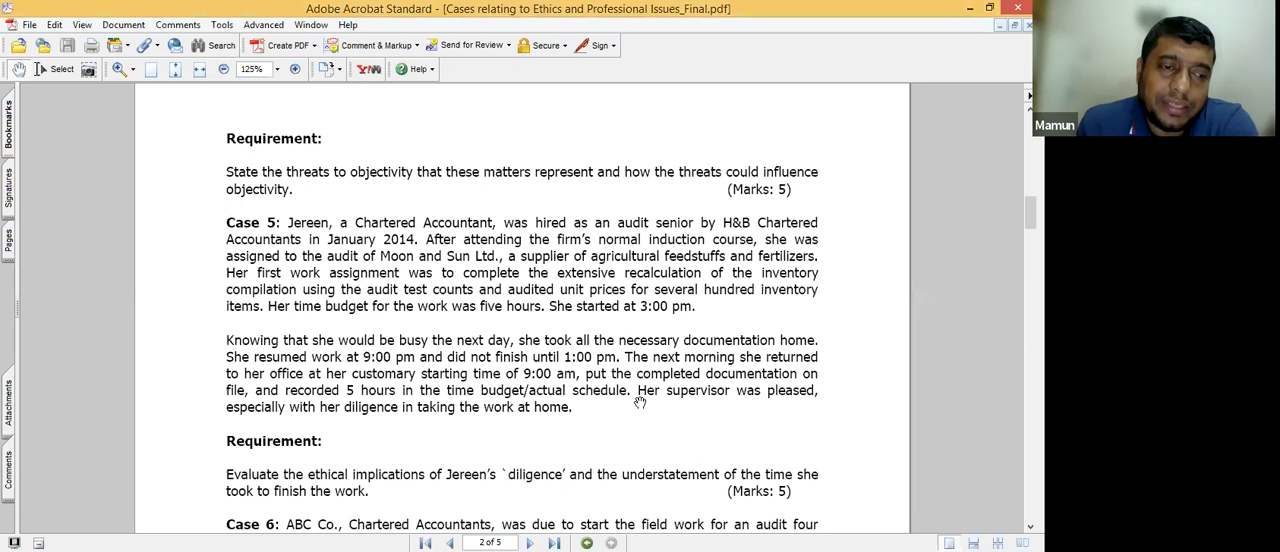 Adobe Acrobat Standard - [Cases relating to Ethics and Professional Issues_Final.pdf]
File Edit View Document Comments Tools Advanced Window Help
Search Create PDF Comment & Markup Send for Review Secure Sign
Select 125% Y! Help
Bookmarks
Signatures
Pages
Attachments
Comments
Requirement:
State the threats to objectivity that these matters represent and how the threats could influence
objectivity. (Marks: 5)
Case 5: Jereen, a Chartered Accountant, was hired as an audit senior by H&B Chartered
Accountants in January 2014. After attending the firm's normal induction course, she was
assigned to the audit of Moon and Sun Ltd., a supplier of agricultural feedstuffs and fertilizers.
Her first work assignment was to complete the extensive recalculation of the inventory
compilation using the audit test counts and audited unit prices for several hundred inventory
items. Her time budget for the work was five hours. She started at 3:00 pm.
Knowing that she would be busy the next day, she took all the necessary documentation home.
She resumed work at 9:00 pm and did not finish until 1:00 pm. The next morning she returned
to her office at her customary starting time of 9:00 am, put the completed documentation on
file, and recorded 5 hours in the time budget/actual schedule. Her supervisor was pleased,
especially with her diligence in taking the work at home.
Requirement:
Evaluate the ethical implications of Jereen's `diligence' and the understatement of the time she
took to finish the work. (Marks: 5)
Case 6: ABC Co., Chartered Accountants, was due to start the field work for an audit four
2 of 5
Mamun